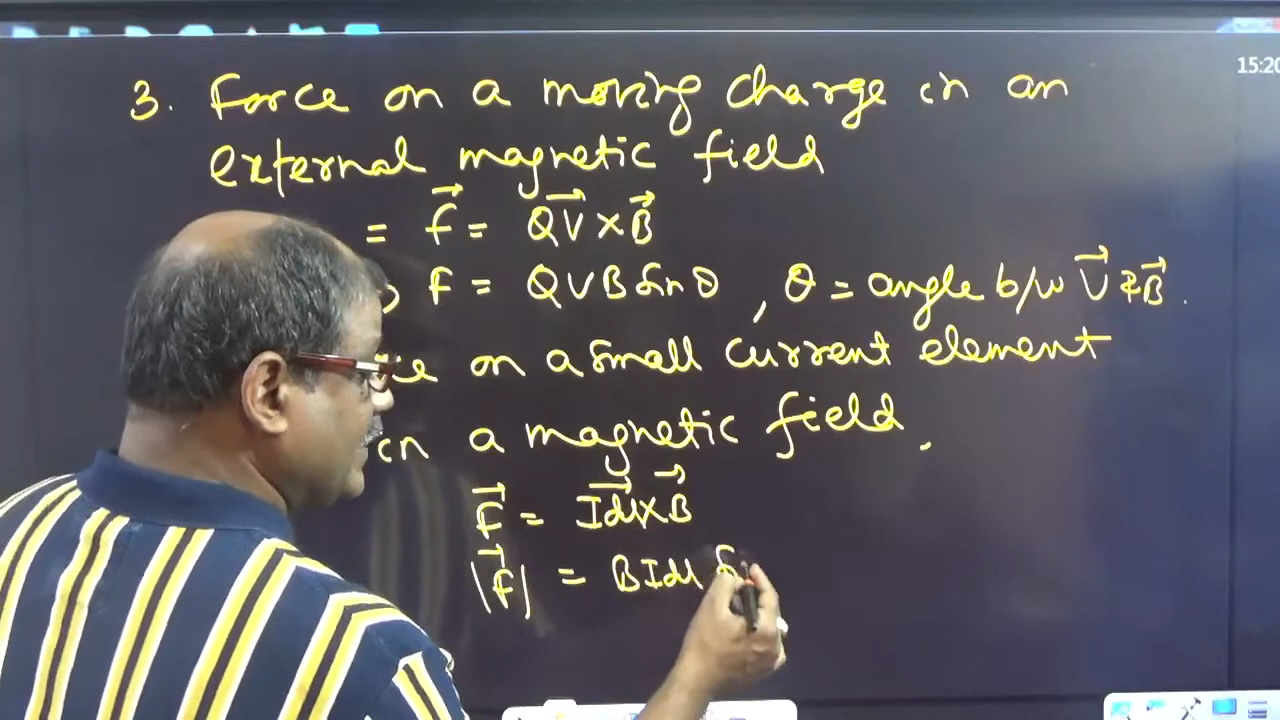 15:20
3. Force on a moving charge in an
external magnetic field
= F⃗ = QV⃗ × B⃗
F = QVB sin θ , θ = angle b/w V⃗ & B⃗ .
on a small current element
in a magnetic field .
F⃗ = Idl⃗ × B⃗
|F⃗| = BIdl